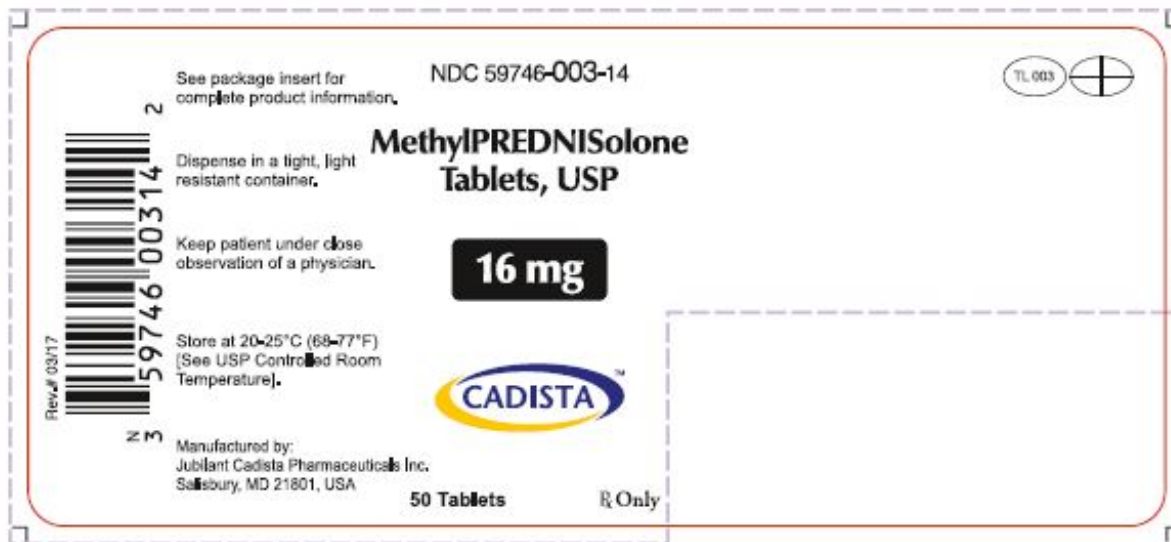 See package insert for
complete product information.
Dispense in a tight, light
resistant container.
Keep patient under close
observation of a physician.
Store at 20-25°C (68-77°F)
[See USP Controlled Room
Temperature].
Manufactured by:
Jubilant Cadista Pharmaceuticals Inc.
Salisbury, MD 21801, USA
Rev.# 03/17
N
3 59746 00314 2
NDC 59746-003-14
MethylPREDNISolone
Tablets, USP
16 mg
CADISTA™
50 Tablets
℞ Only
TL 003